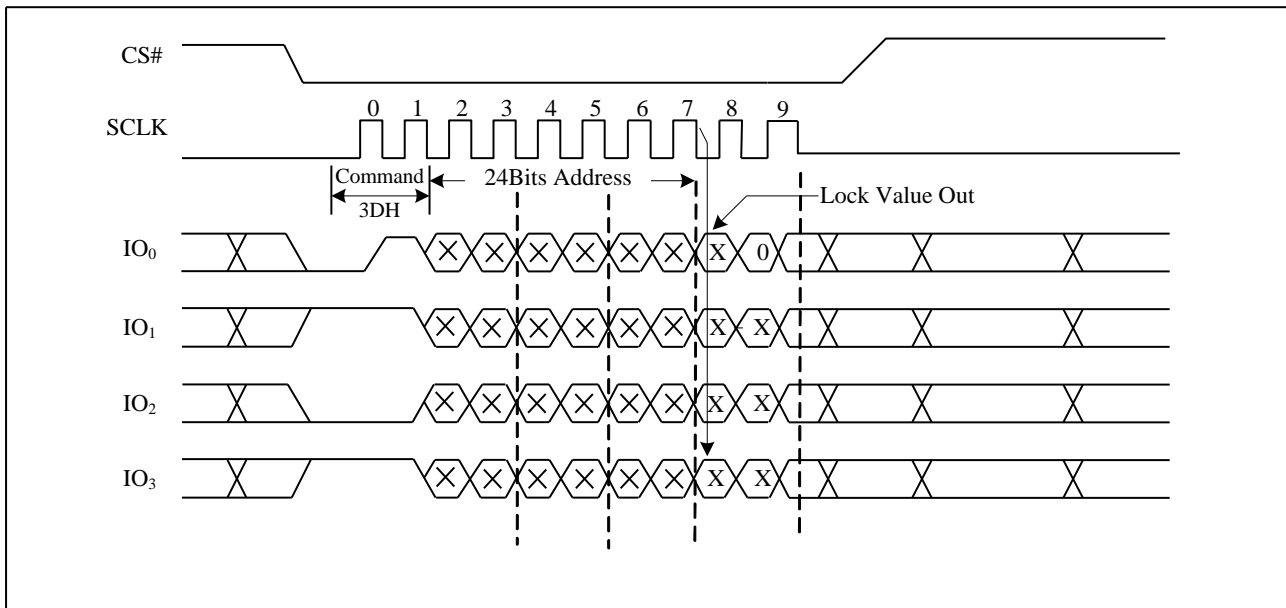 CS#
0 1 2 3 4 5 6 7 8 9
SCLK
Command
24Bits Address
3DH
Lock Value Out
IO0 X 0
IO1 X X
IO2 X X
IO3 X X